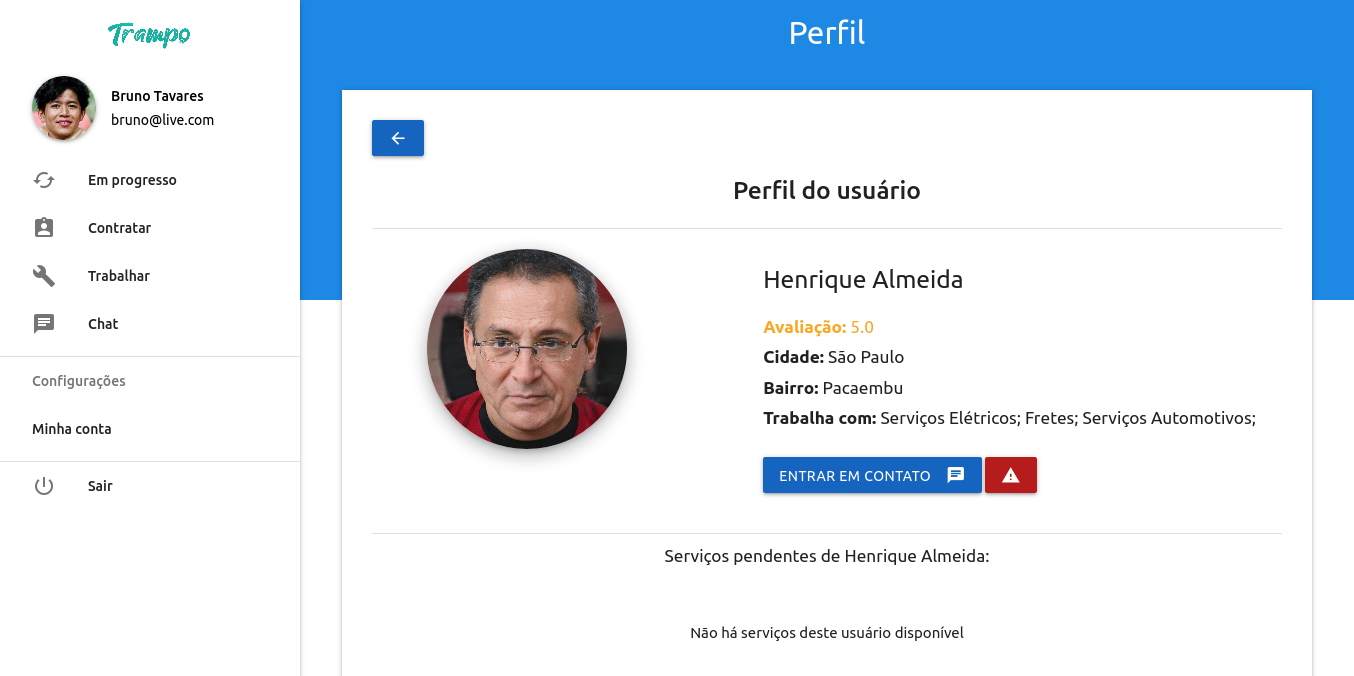 Trampo
Bruno Tavares
bruno@live.com
Em progresso
Contratar
Trabalhar
Chat
Configurações
Minha conta
Sair
Perfil
Perfil do usuário
Henrique Almeida
Avaliação: 5.0
Cidade: São Paulo
Bairro: Pacaembu
Trabalha com: Serviços Elétricos; Fretes; Serviços Automotivos;
ENTRAR EM CONTATO
Serviços pendentes de Henrique Almeida:
Não há serviços deste usuário disponível